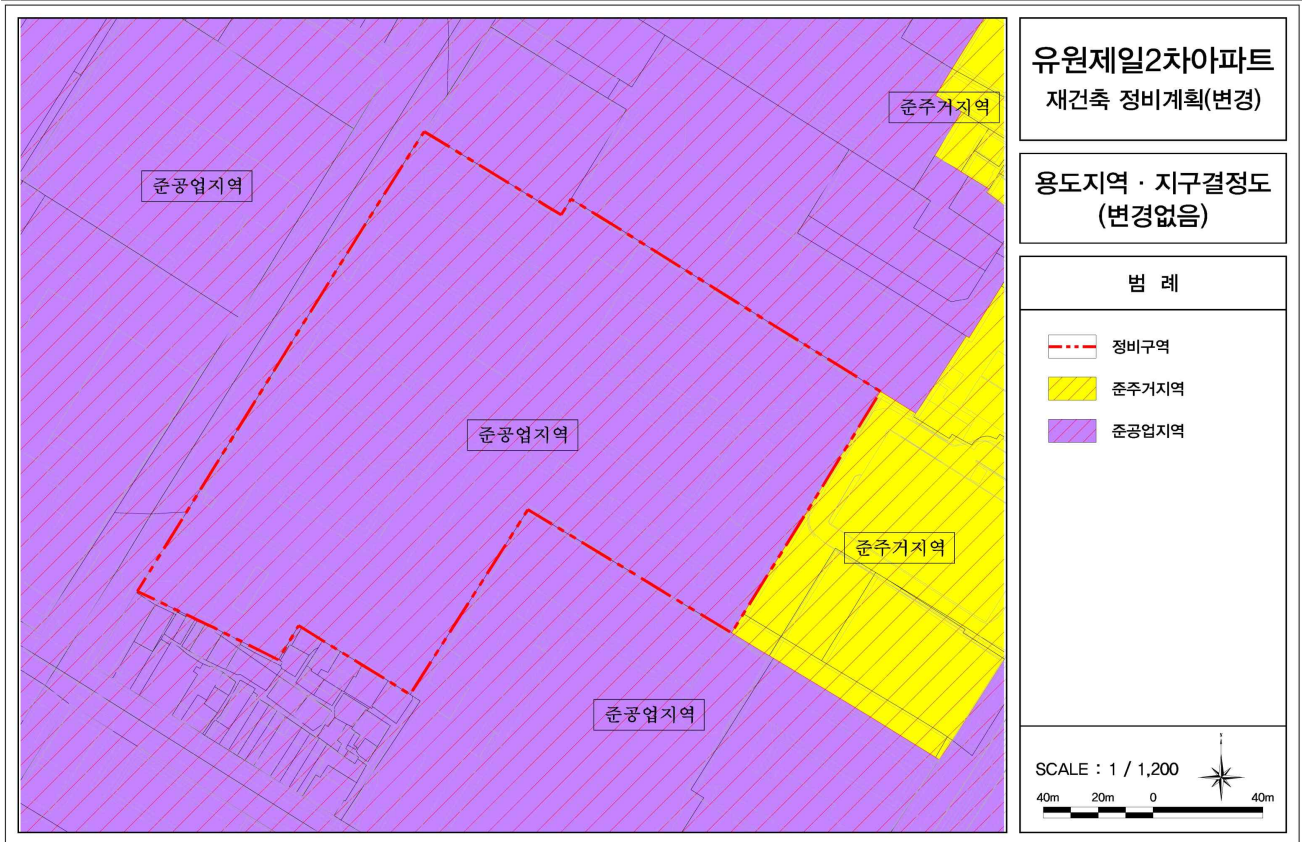 유원제일2차아파트
재건축 정비계획(변경)
용도지역 · 지구결정도
(변경없음)
범 례
정비구역
준주거지역
준공업지역
준주거지역
준공업지역
준공업지역
준주거지역
준공업지역
SCALE : 1 / 1,200
40m 20m 0 40m